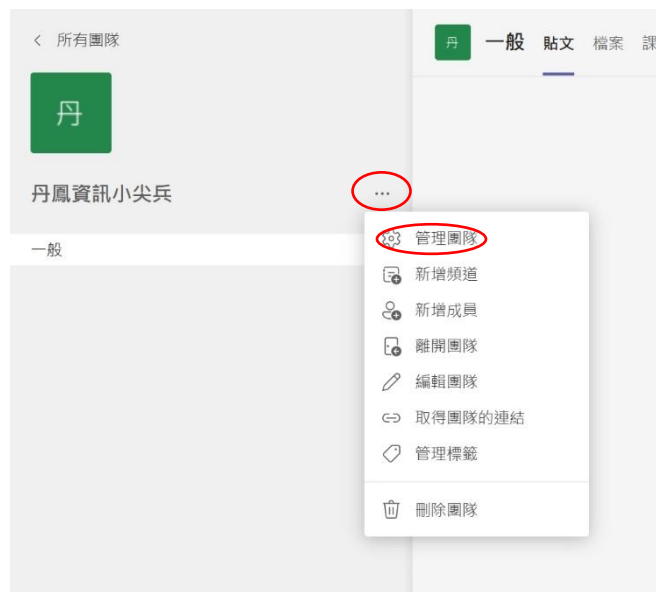 所有團隊
丹
丹鳳資訊小尖兵
...
一般
丹 一般 貼文 檔案 課
管理團隊
新增頻道
新增成員
離開團隊
編輯團隊
取得團隊的連結
管理標籤
刪除團隊